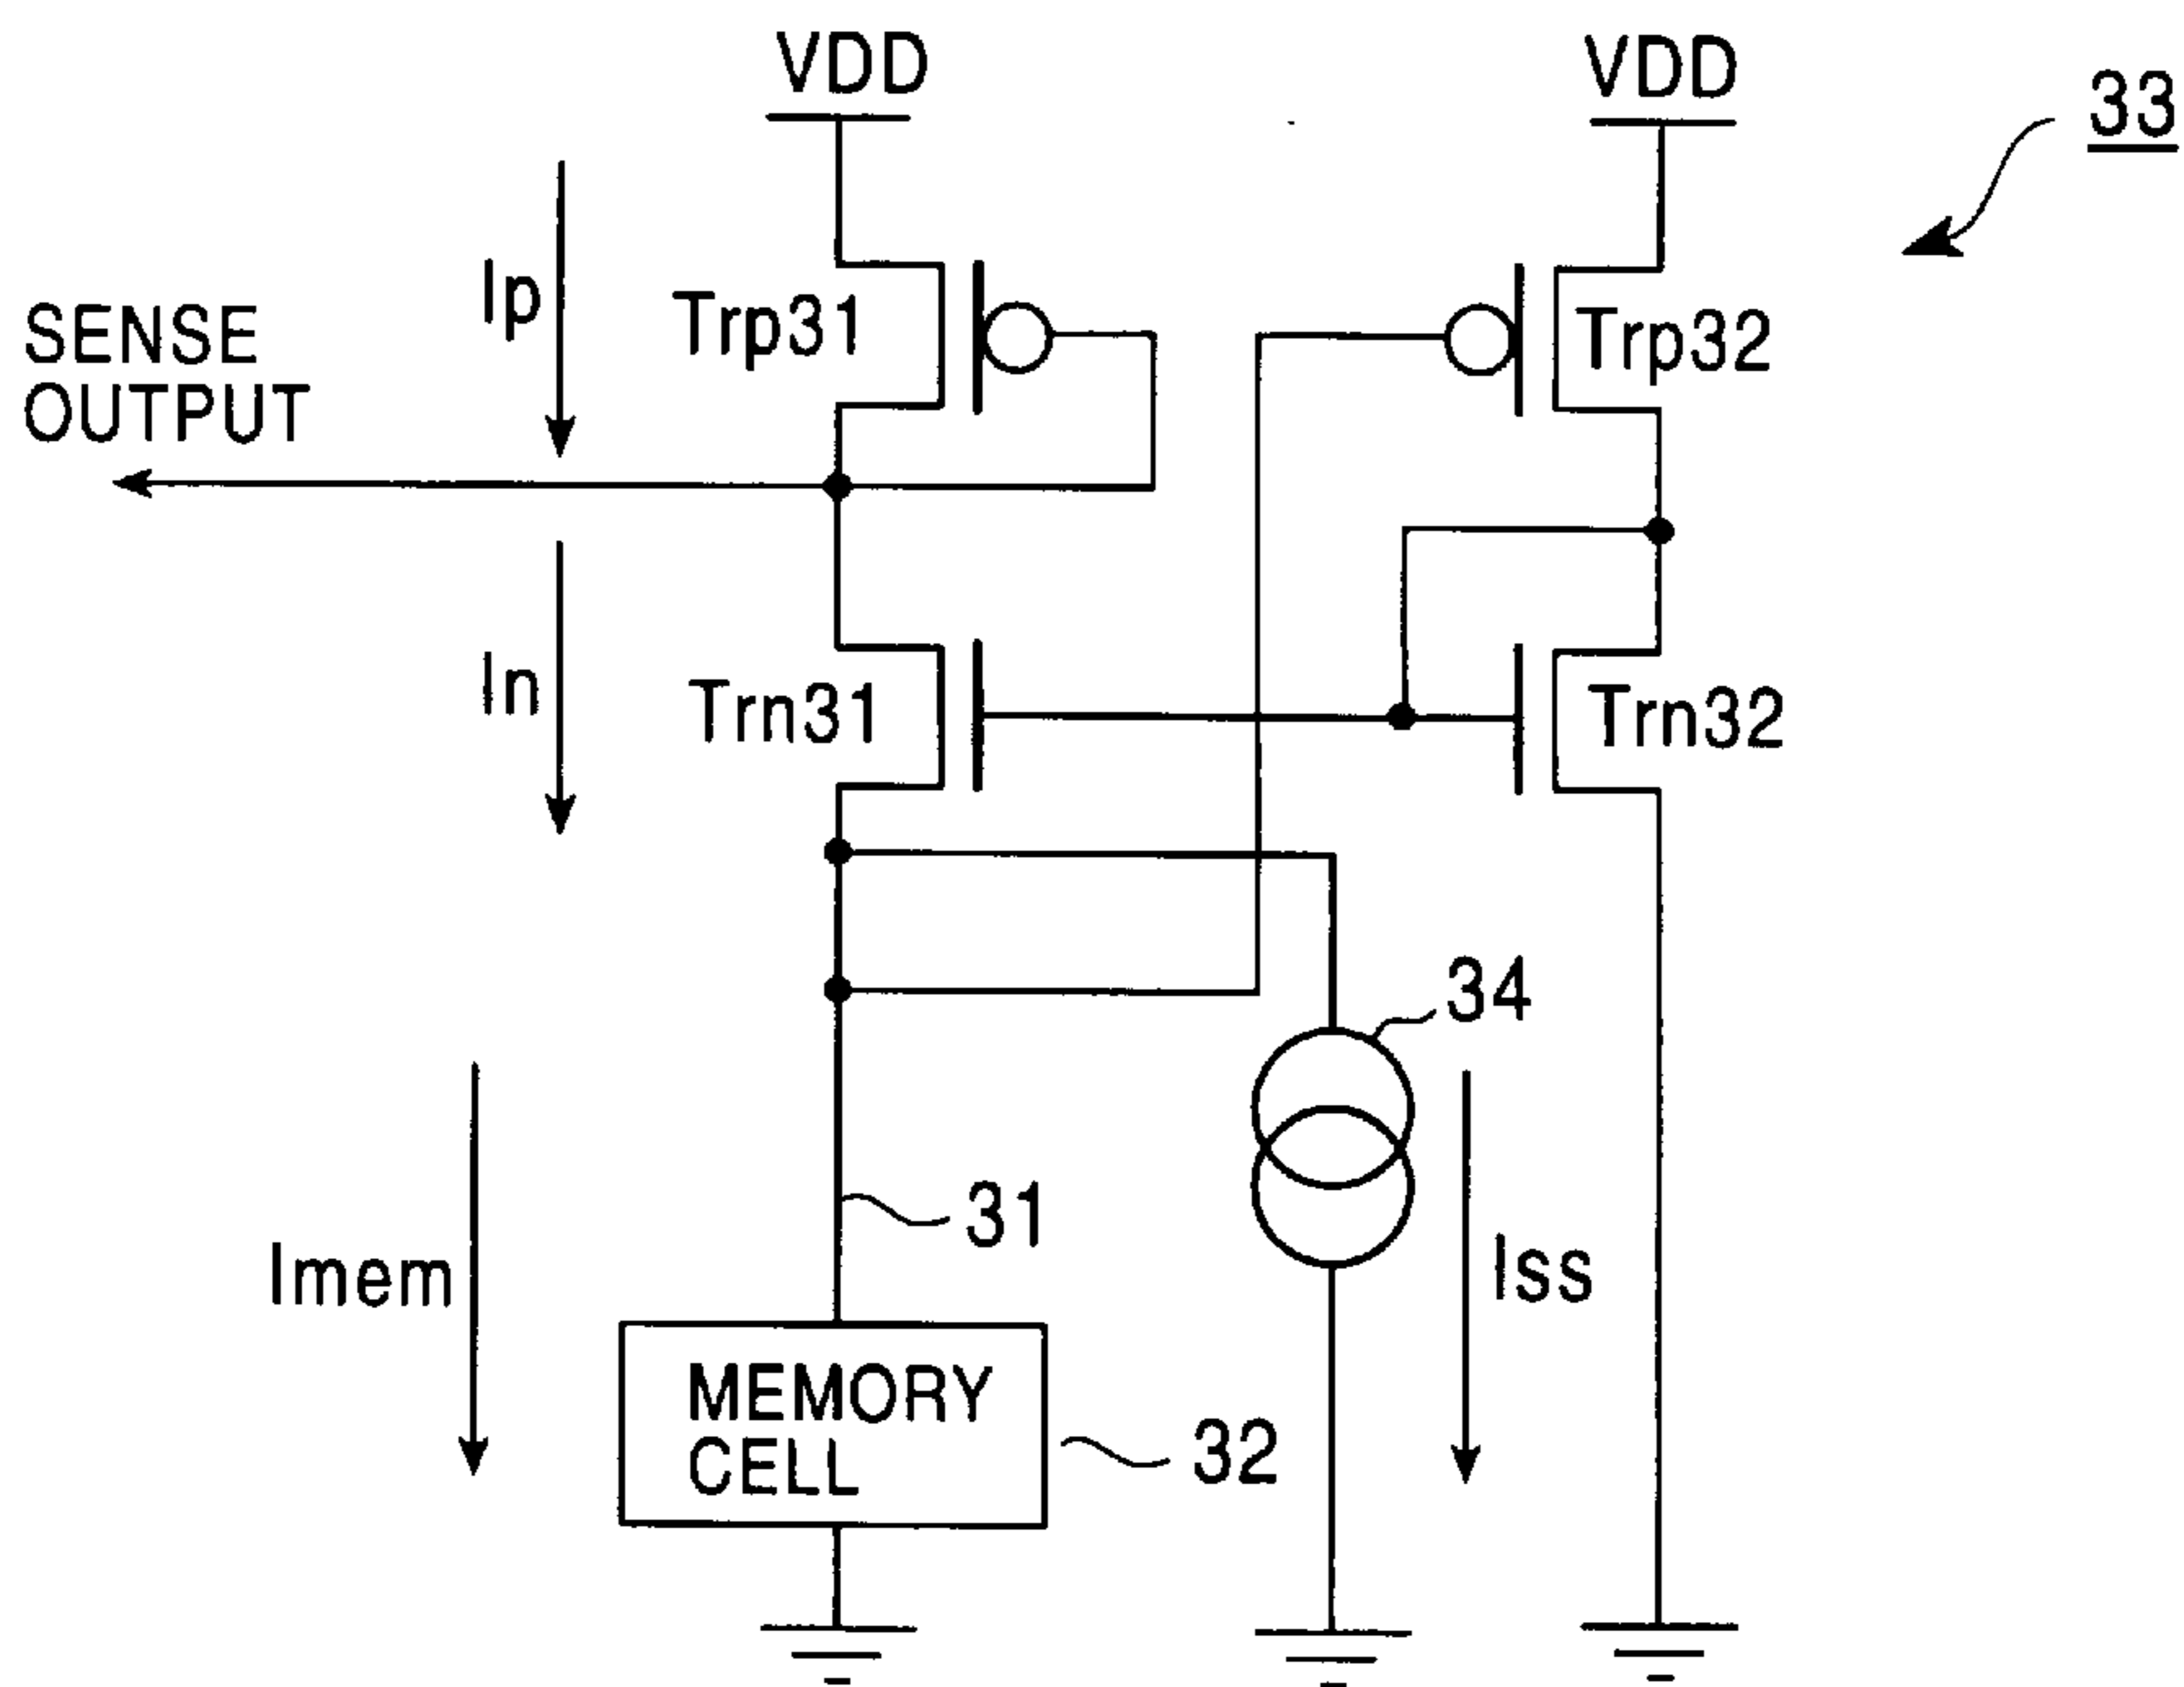 VDD
VDD
33
Ip
Trp31
Trp32
SENSE
OUTPUT
In
Trn31
Trn32
34
31
Imem
Iss
MEMORY
CELL
32